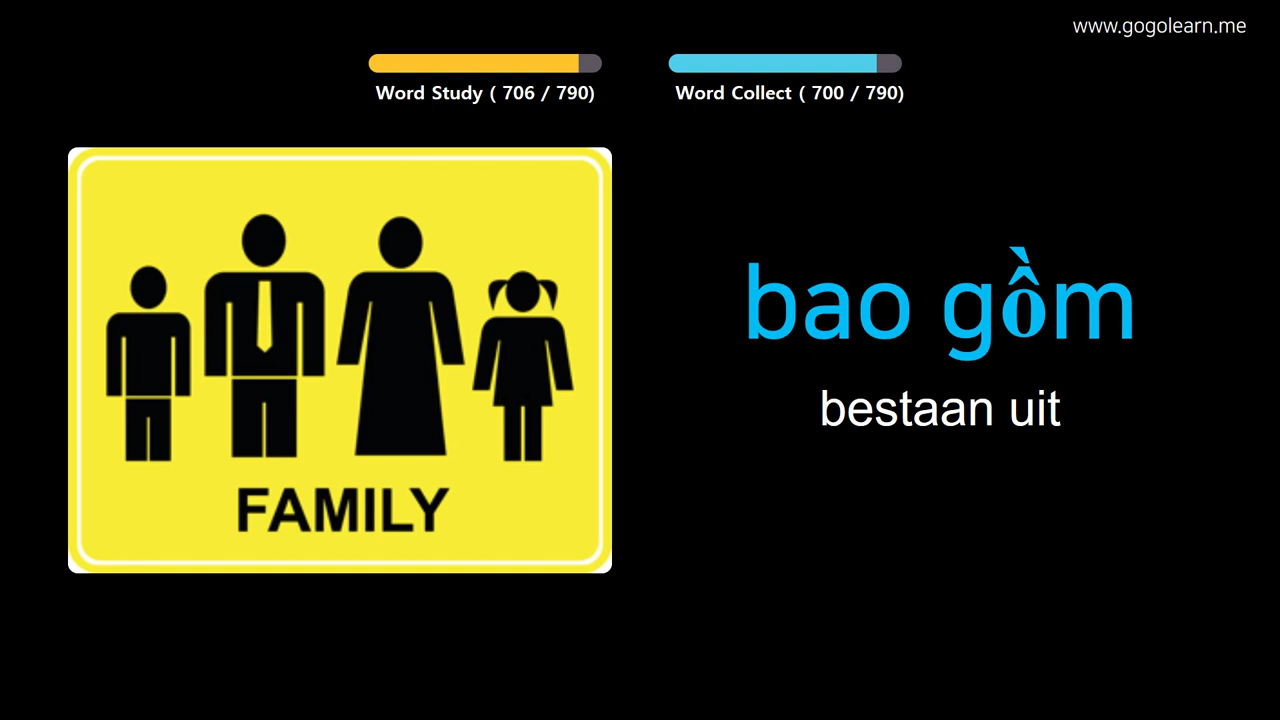 www.gogolearn.me
Word Study ( 706 / 790)
Word Collect ( 700 / 790)
FAMILY
bao gồm
bestaan uit